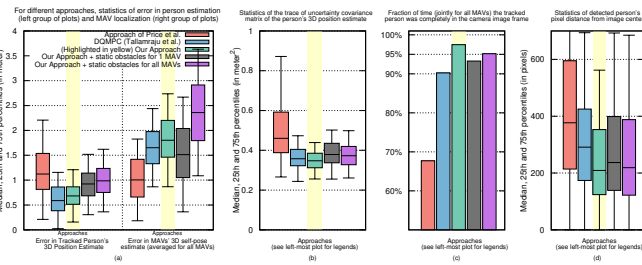 For different approaches, statistics of error in person estimation
(left group of plots) and MAV localization (right group of plots)
4
3.5
3
2.5
2
1.5
1
0.5
0
Approach of Price et al.
DQMPC (Tallamraju et al.)
(Highlighted in yellow) Our Approach
Our Approach + static obstacles for 1 MAV
Our Approach + static obstacles for all MAVs
Approaches
Error in Tracked Person's
3D Position Estimate
Approaches
Error in MAVs' 3D self-pose
estimate (averaged for all MAVs)
(a)
Statistics of the trace of uncertainty covariance
matrix of the person's 3D position estimate
Median, 25th and 75th percentiles (in meter²)
1
0.8
0.6
0.4
0.2
0
Approaches
(see left-most plot for legends)
(b)
Fraction of time (jointly for all MAVs) the tracked
person was completely in the camera image frame
100%
95%
90%
80%
70%
60%
Approaches
(see left-most plot for legends)
(c)
Statistics of detected person's
pixel distance from image cent
Median, 25th and 75th percentiles (in pixels)
600
400
200
0
Approaches
(see left-most plot for legends)
(d)